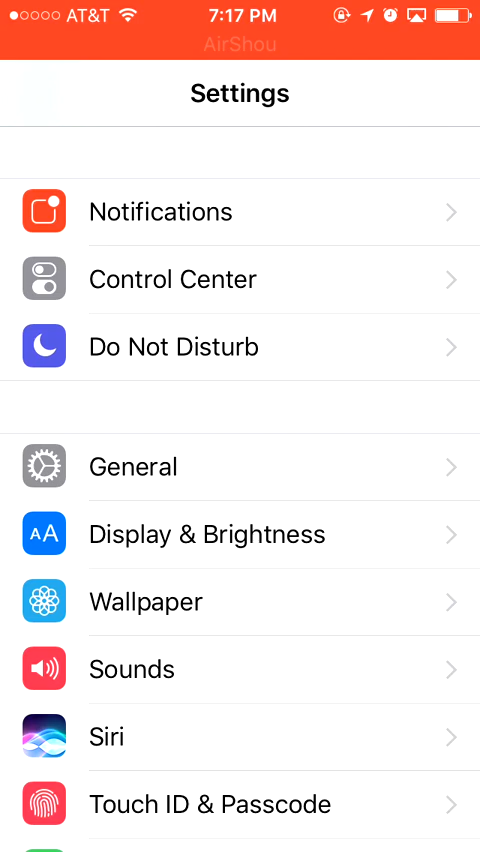 AT&T 7:17 PM
AirShou
Settings
Notifications
Control Center
Do Not Disturb
General
AA Display & Brightness
Wallpaper
Sounds
Siri
Touch ID & Passcode